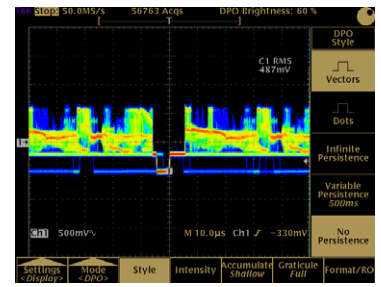 Tek Stop: 50.0MS/s 56763 Acqs DPO Brightness: 60 %
[ T ]
DPO
Style
C1 RMS
487mV
Vectors
Dots
1
Infinite
Persistence
Variable
Persistence
500ms
Ch1 500mV∿ M 10.0µs Ch1 ∫ -330mV
No
Persistence
Settings Mode Style Intensity Accumulate Graticule Format/RO
<Display> <DPO> Shallow Full